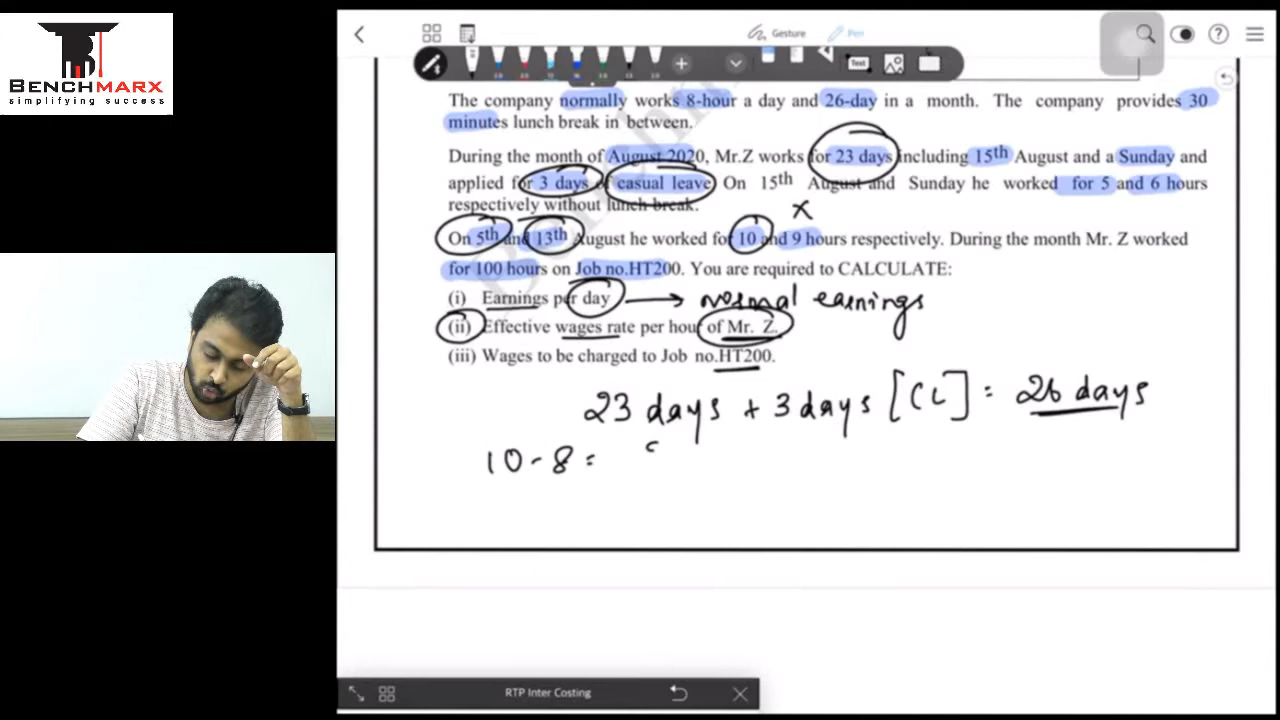 BENCHMARX
simplifying success
Gesture
Pen
Text
The company normally works 8-hour a day and 26-day in a month. The company provides 30
minutes lunch break in between.
During the month of August 2020, Mr.Z works for 23 days including 15th August and a Sunday and
applied for 3 days of casual leave. On 15th August and Sunday he worked for 5 and 6 hours
respectively without lunch break.
X
On 5th and 13th August he worked for 10 and 9 hours respectively. During the month Mr. Z worked
for 100 hours on Job no.HT200. You are required to CALCULATE:
(i) Earnings per day → normal earnings
(ii) Effective wages rate per hour of Mr. Z.
(iii) Wages to be charged to Job no.HT200.
23 days + 3 days [CL] = 26 days
10 - 8 =
RTP Inter Costing